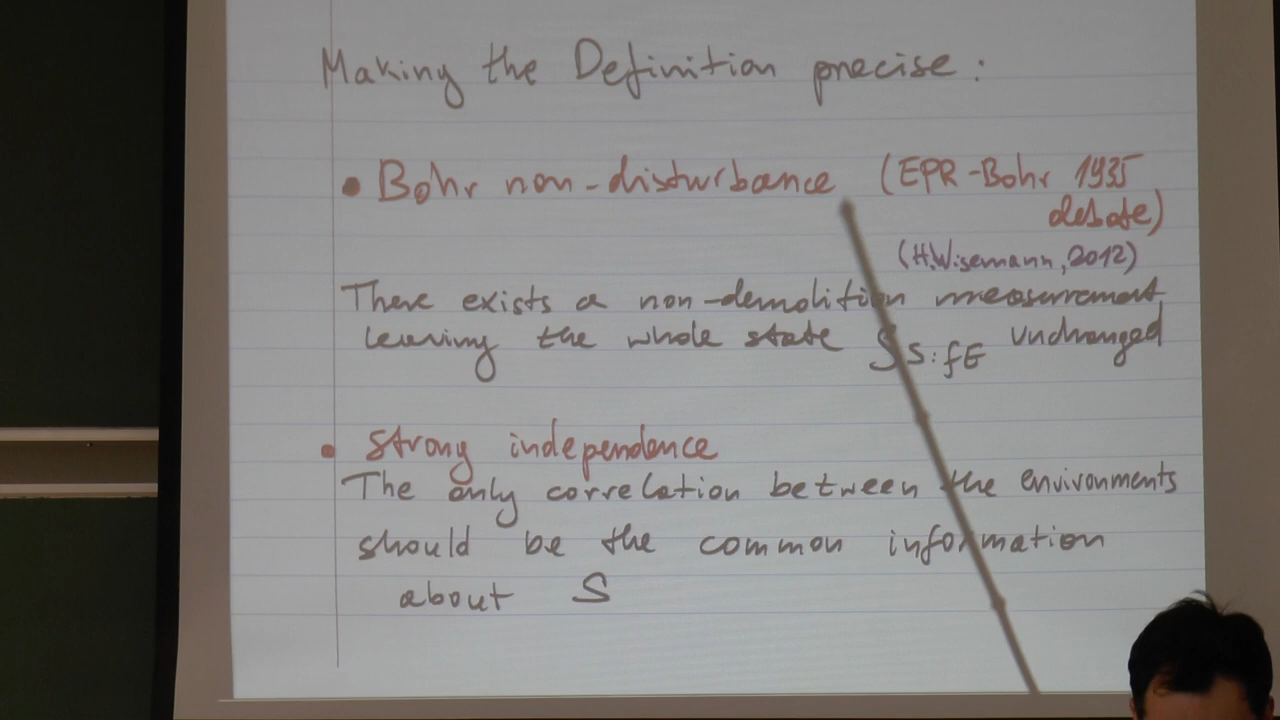 Making the Definition precise:
• Bohr non-disturbance (EPR-Bohr 1935
debate)
(H.Wisemann, 2012)
There exists a non-demolition measurement
leaving the whole state ϱS:fE unchanged
• strong independence
The only correlation between the environments
should be the common information
about S